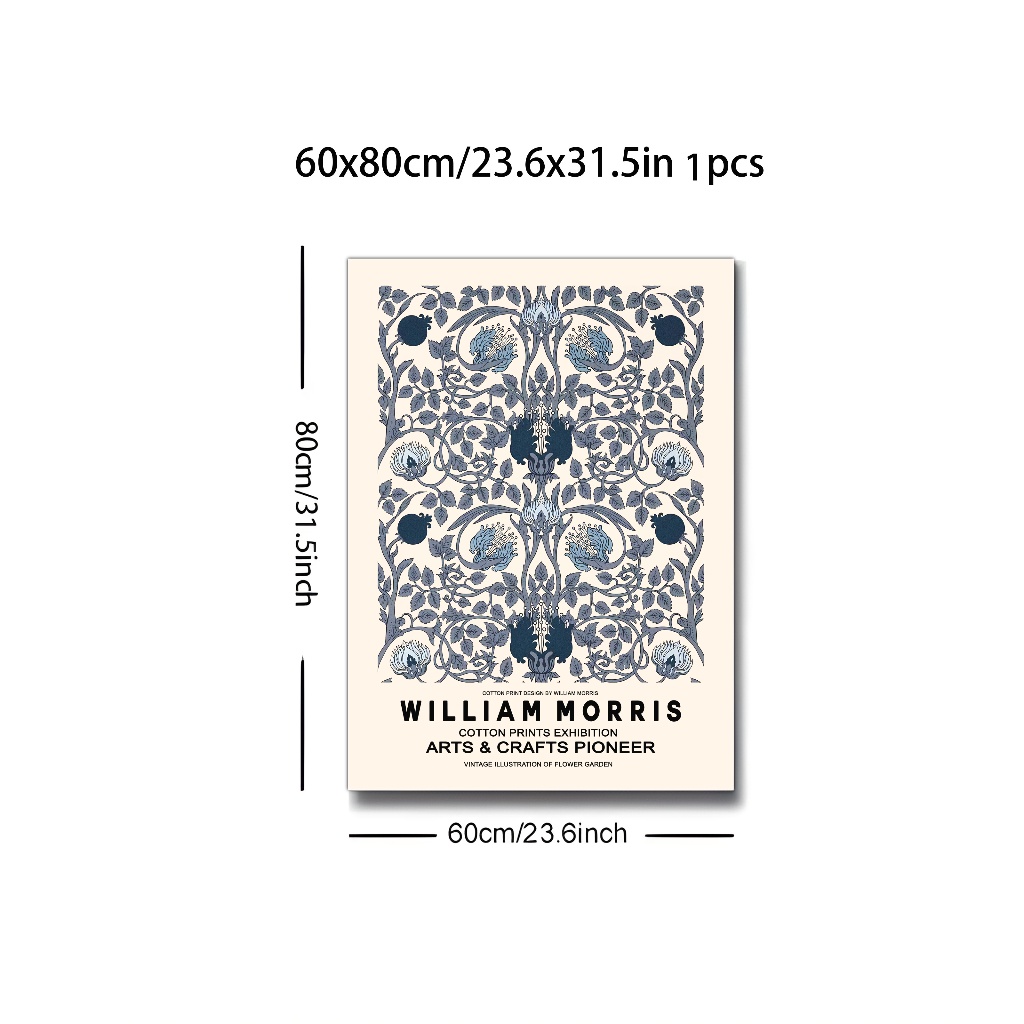 60x80cm/23.6x31.5in 1pcs
80cm/31.5inch
COTTON PRINT DESIGN BY WILLIAM MORRIS
WILLIAM MORRIS
COTTON PRINTS EXHIBITION
ARTS & CRAFTS PIONEER
VINTAGE ILLUSTRATION OF FLOWER GARDEN
60cm/23.6inch